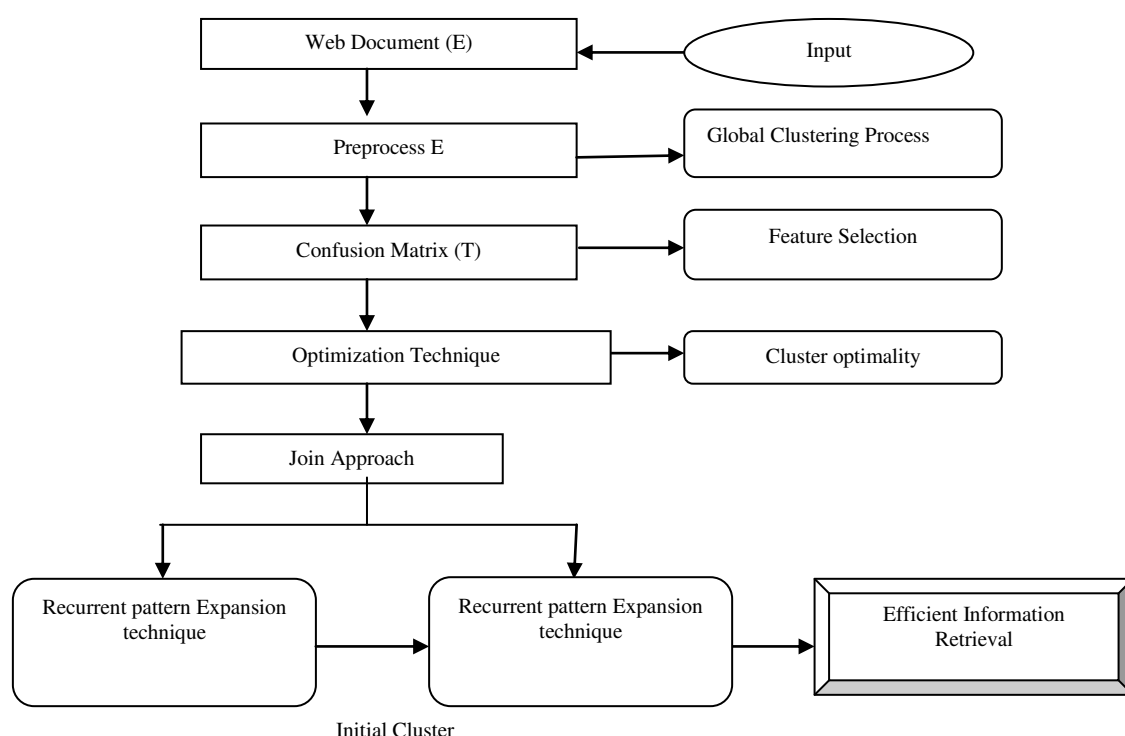 Web Document (E)
Input
Preprocess E
Global Clustering Process
Confusion Matrix (T)
Feature Selection
Optimization Technique
Cluster optimality
Join Approach
Recurrent pattern Expansion
technique
Recurrent pattern Expansion
technique
Efficient Information
Retrieval
Initial Cluster